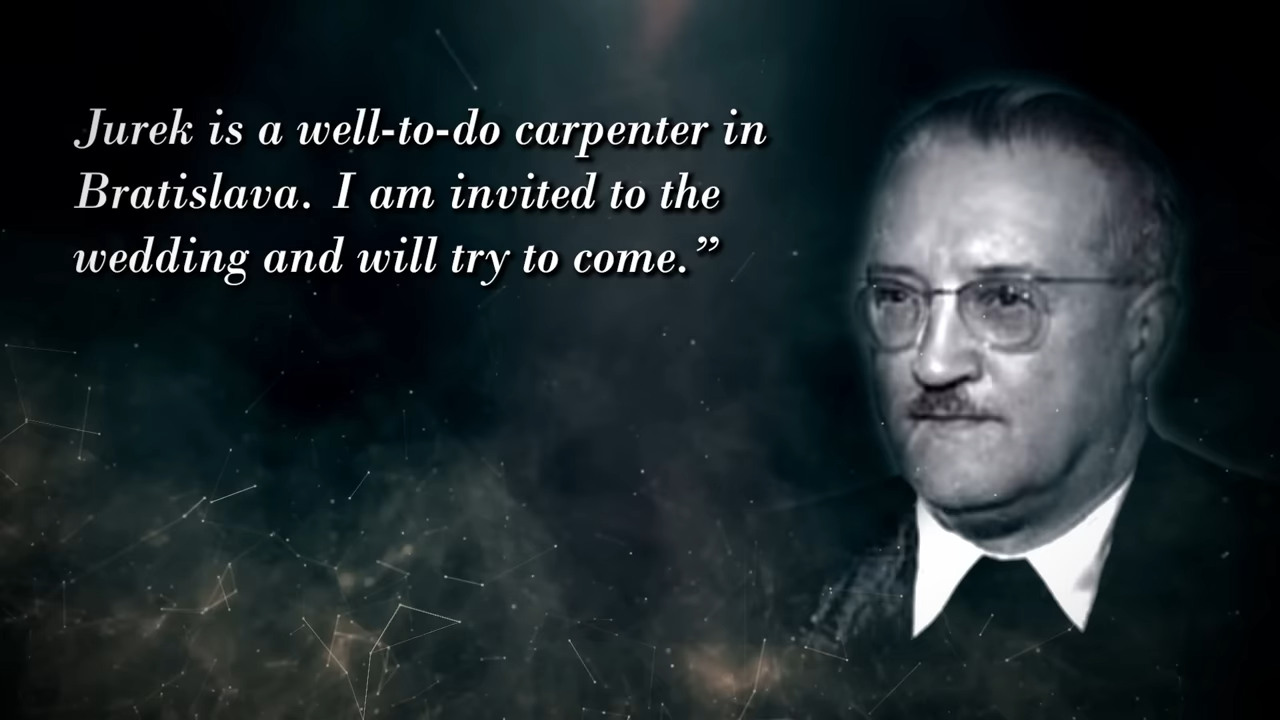 Jurek is a well-to-do carpenter in
Bratislava. I am invited to the
wedding and will try to come.”